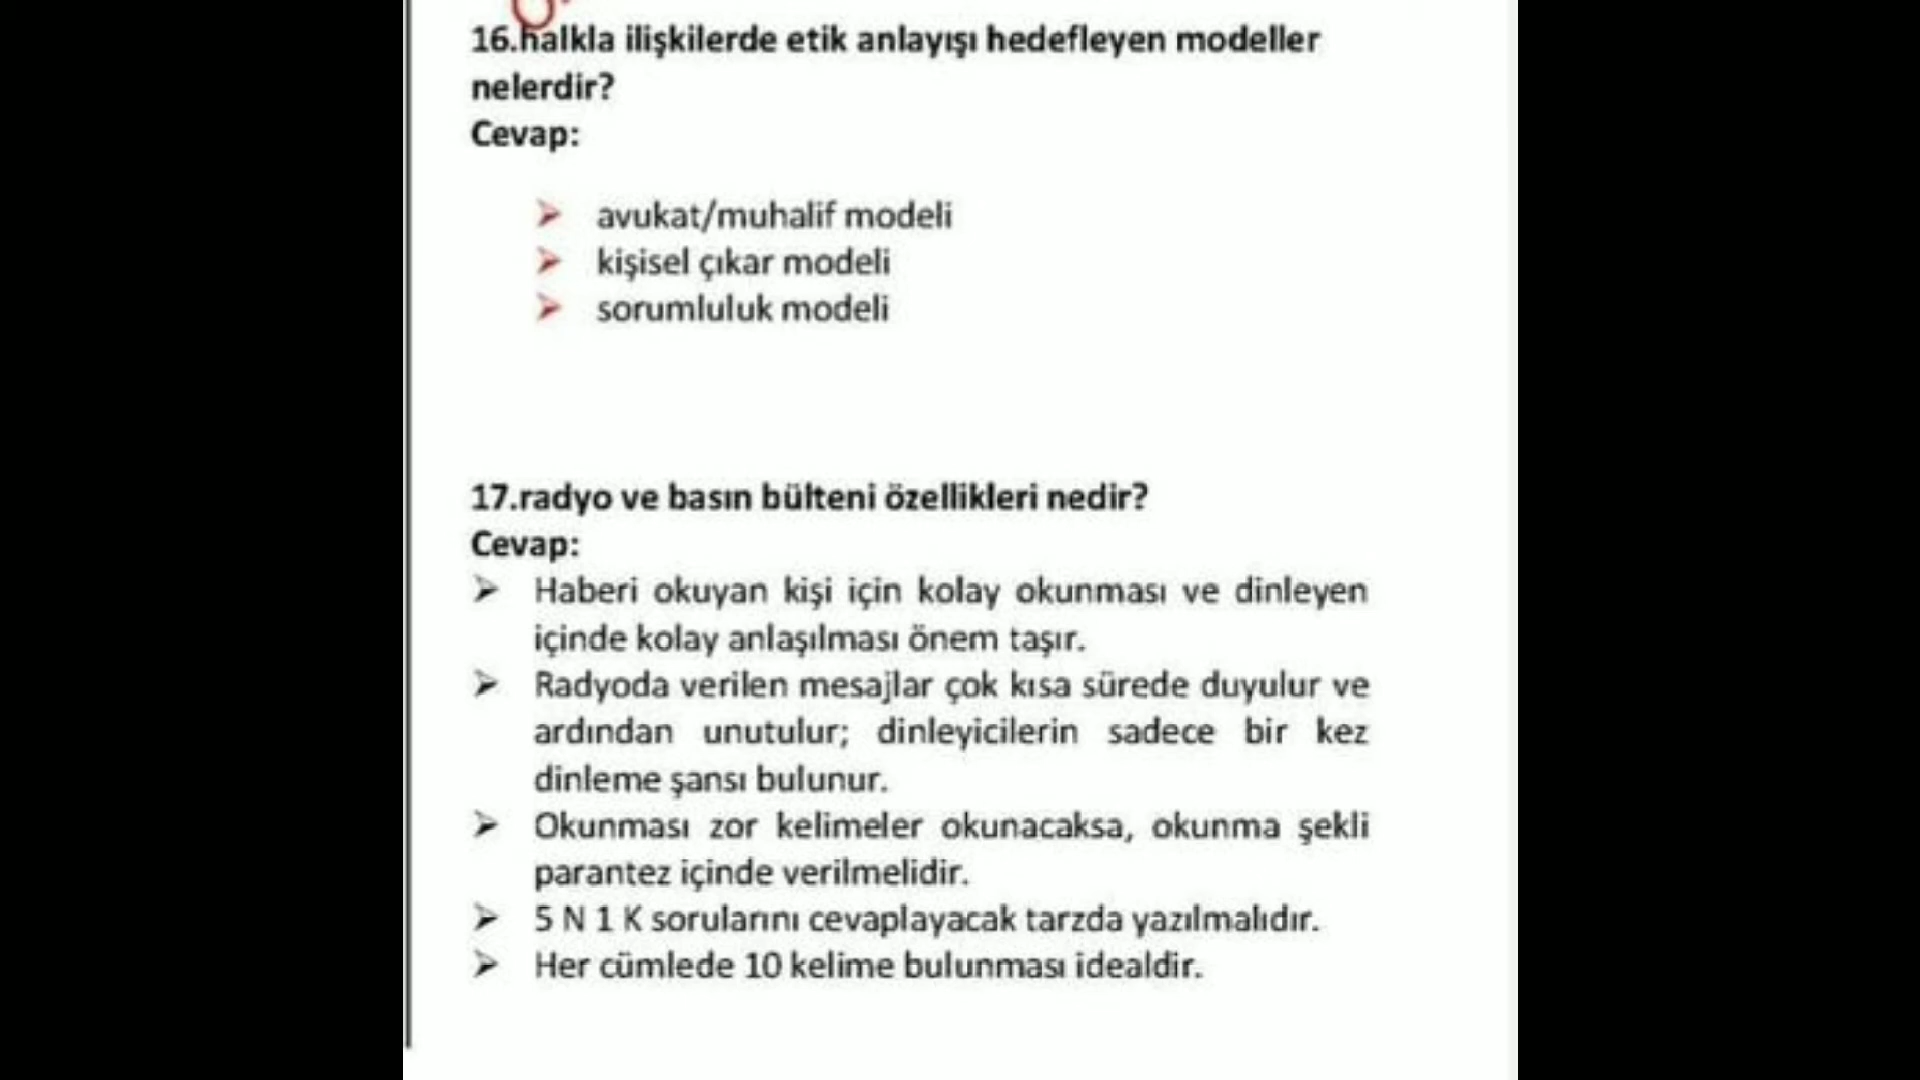 16.halkla ilişkilerde etik anlayışı hedefleyen modeller
nelerdir?
Cevap:
➢ avukat/muhalif modeli
➢ kişisel çıkar modeli
➢ sorumluluk modeli
17.radyo ve basın bülteni özellikleri nedir?
Cevap:
➢ Haberi okuyan kişi için kolay okunması ve dinleyen
içinde kolay anlaşılması önem taşır.
➢ Radyoda verilen mesajlar çok kısa sürede duyulur ve
ardından unutulur; dinleyicilerin sadece bir kez
dinleme şansı bulunur.
➢ Okunması zor kelimeler okunacaksa, okunma şekli
parantez içinde verilmelidir.
➢ 5 N 1 K sorularını cevaplayacak tarzda yazılmalıdır.
➢ Her cümlede 10 kelime bulunması idealdir.